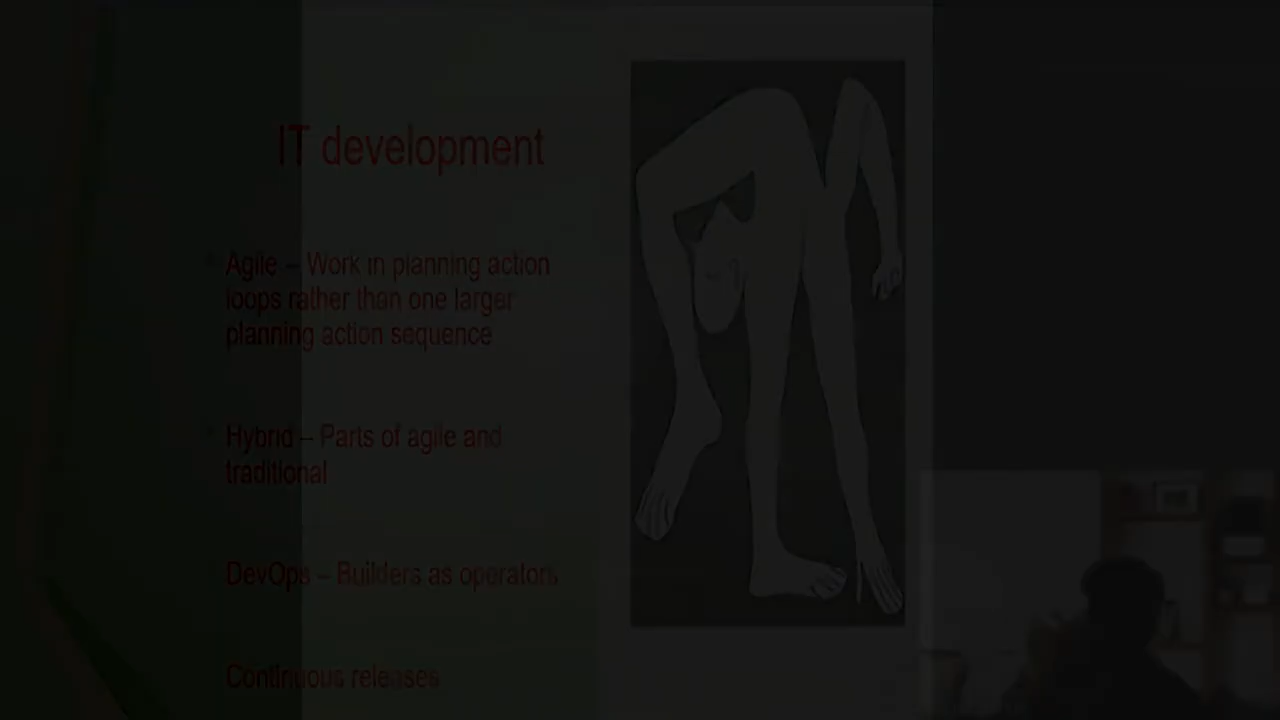 IT development
Agile – Work in planning action
loops rather than one larger
planning action sequence
Hybrid – Parts of agile and
traditional
DevOps – Builders as operators
Continuous releases